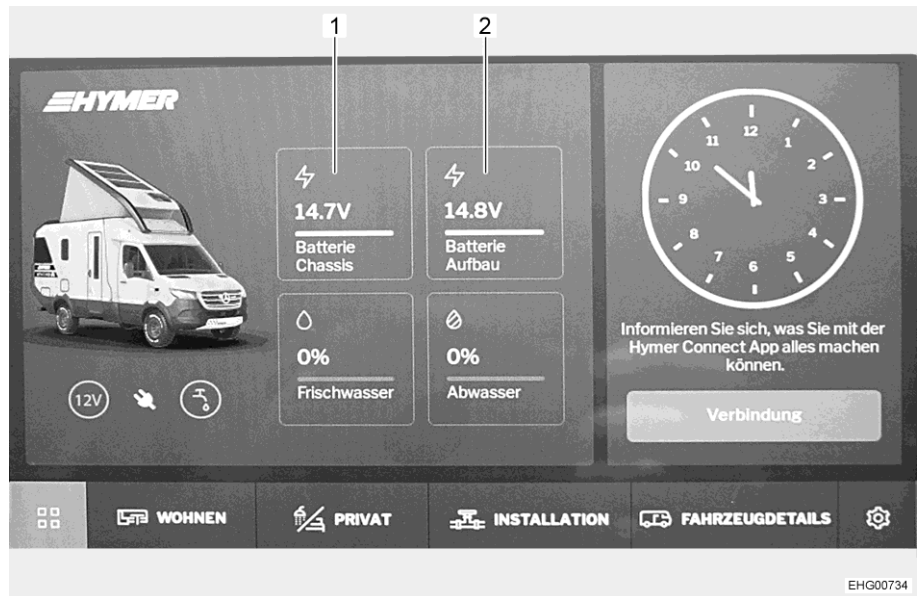 1
2
HYMER
14.7V
Batterie
Chassis
14.8V
Batterie
Aufbau
0%
Frischwasser
0%
Abwasser
12V
12
1
2
3
4
5
6
7
8
9
10
11
Informieren Sie sich, was Sie mit der
Hymer Connect App alles machen
können.
Verbindung
WOHNEN
PRIVAT
INSTALLATION
FAHRZEUGDETAILS
EHG00734